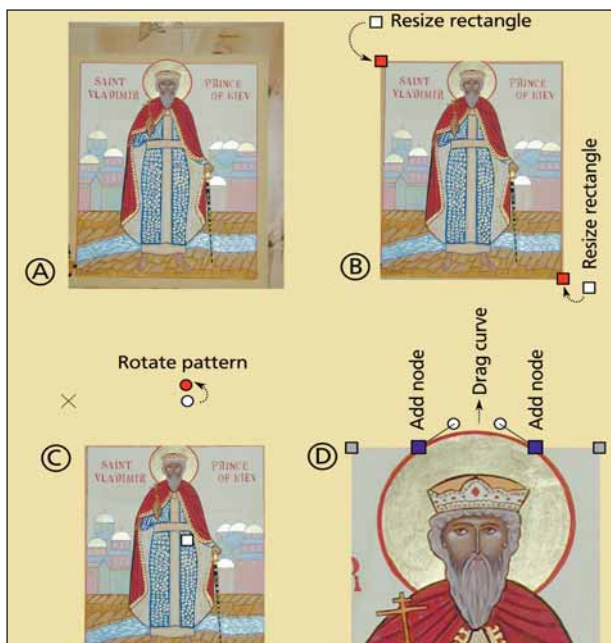 Resize rectangle
SAINT
VLADIMIR
PRINCE
OF KIEV
A
SAINT
VLADIMIR
PRINCE
OF KIEV
B
Resize rectangle
Rotate pattern
C
SAINT
VLADIMIR
PRINCE
OF KIEV
Add node
Drag curve
Add node
D